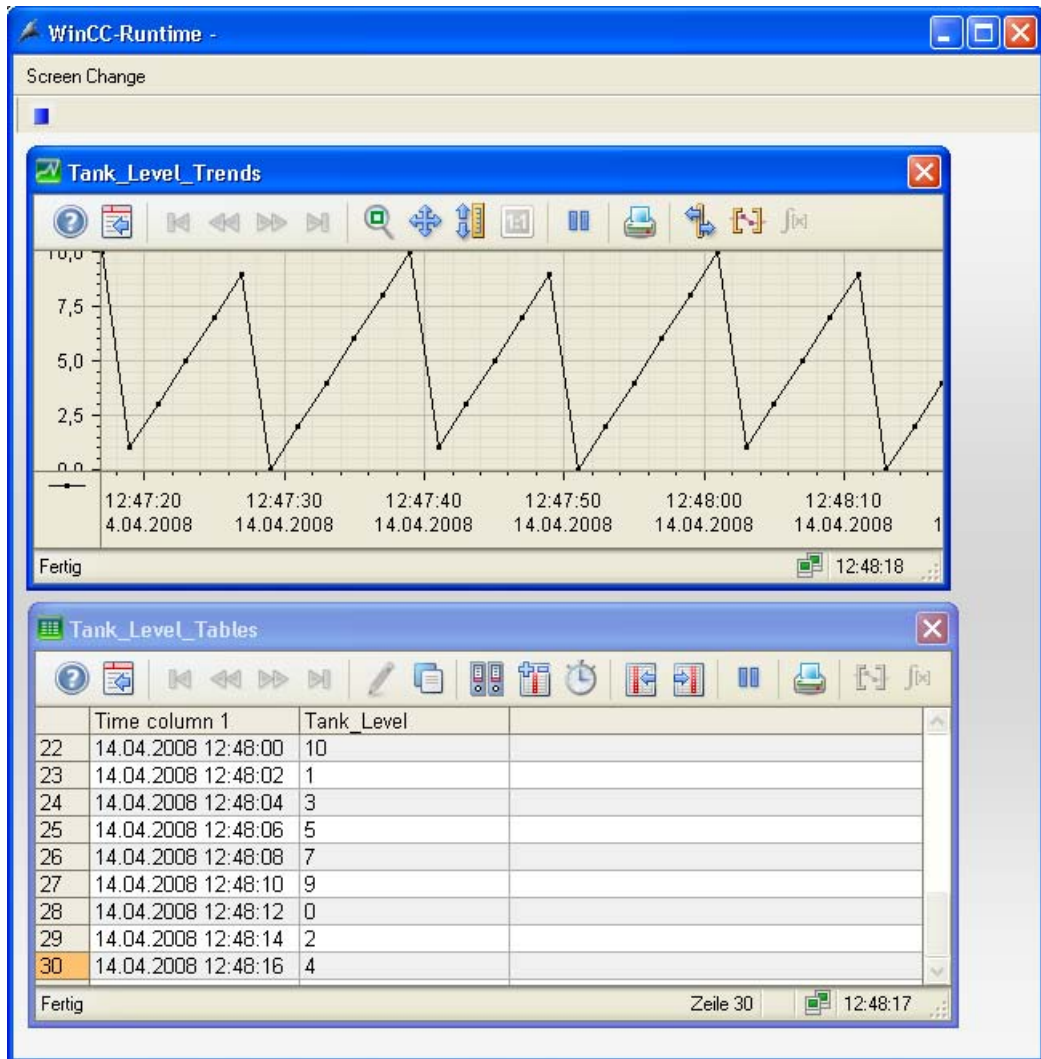 WinCC-Runtime -
Screen Change
Tank_Level_Trends
10,0
7,5
5,0
2,5
0,0
12:47:20 12:47:30 12:47:40 12:47:50 12:48:00 12:48:10
4.04.2008 14.04.2008 14.04.2008 14.04.2008 14.04.2008 14.04.2008 1
Fertig 12:48:18
Tank_Level_Tables
Time column 1 Tank_Level
22 14.04.2008 12:48:00 10
23 14.04.2008 12:48:02 1
24 14.04.2008 12:48:04 3
25 14.04.2008 12:48:06 5
26 14.04.2008 12:48:08 7
27 14.04.2008 12:48:10 9
28 14.04.2008 12:48:12 0
29 14.04.2008 12:48:14 2
30 14.04.2008 12:48:16 4
Fertig Zeile 30 12:48:17